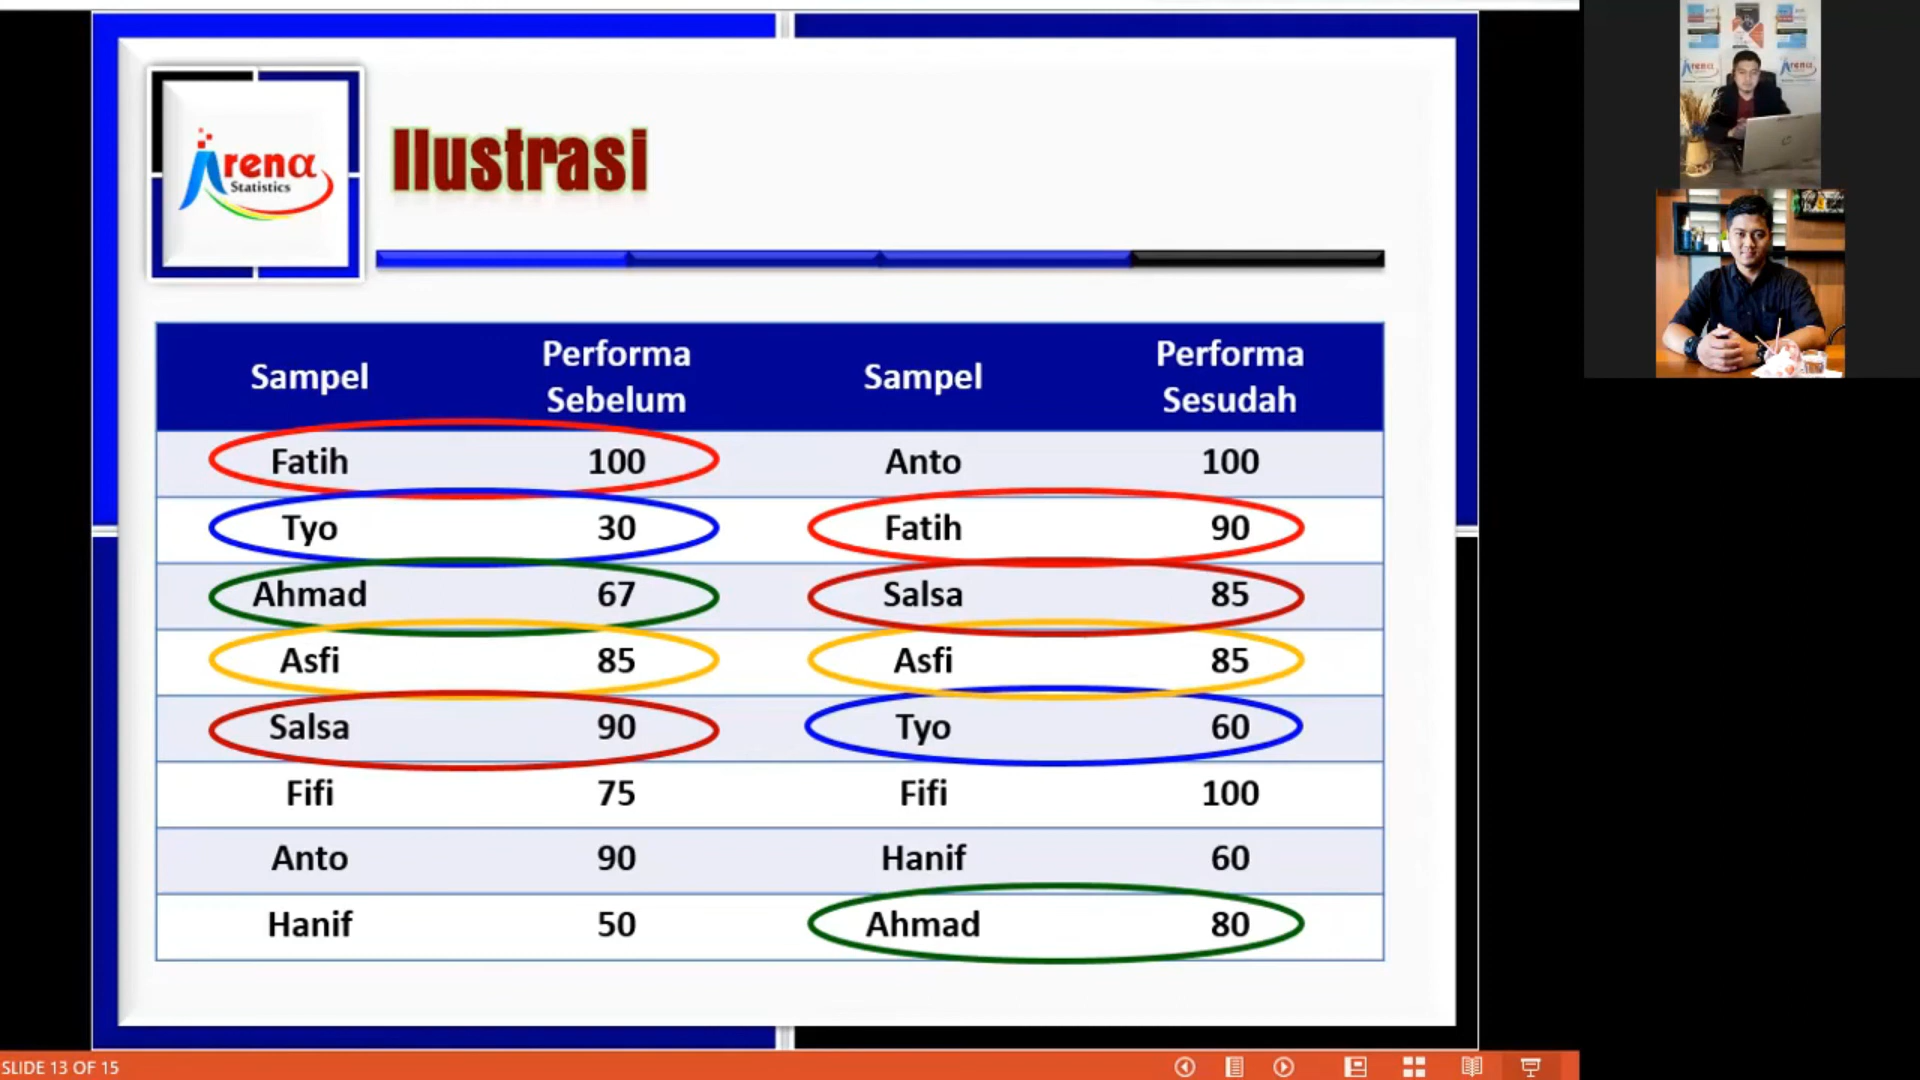 Arenα
Statistics
Ilustrasi
Sampel Performa Sebelum Sampel Performa Sesudah
Fatih 100 Anto 100
Tyo 30 Fatih 90
Ahmad 67 Salsa 85
Asfi 85 Asfi 85
Salsa 90 Tyo 60
Fifi 75 Fifi 100
Anto 90 Hanif 60
Hanif 50 Ahmad 80
SLIDE 13 OF 15